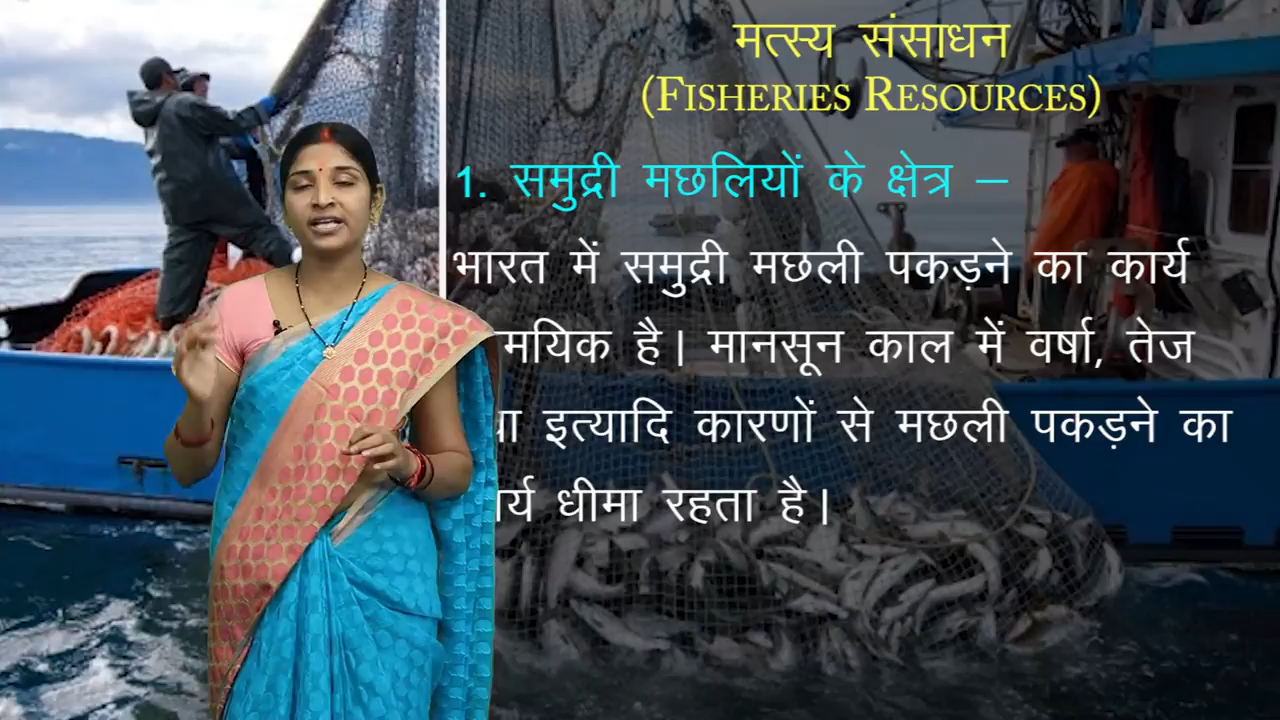 मत्स्य संसाधन
(FISHERIES RESOURCES)
1. समुद्री मछलियों के क्षेत्र –
भारत में समुद्री मछली पकड़ने का कार्य
है। मानसून काल में वर्षा, तेज
इत्यादि कारणों से मछली पकड़ने का
धीमा रहता है।